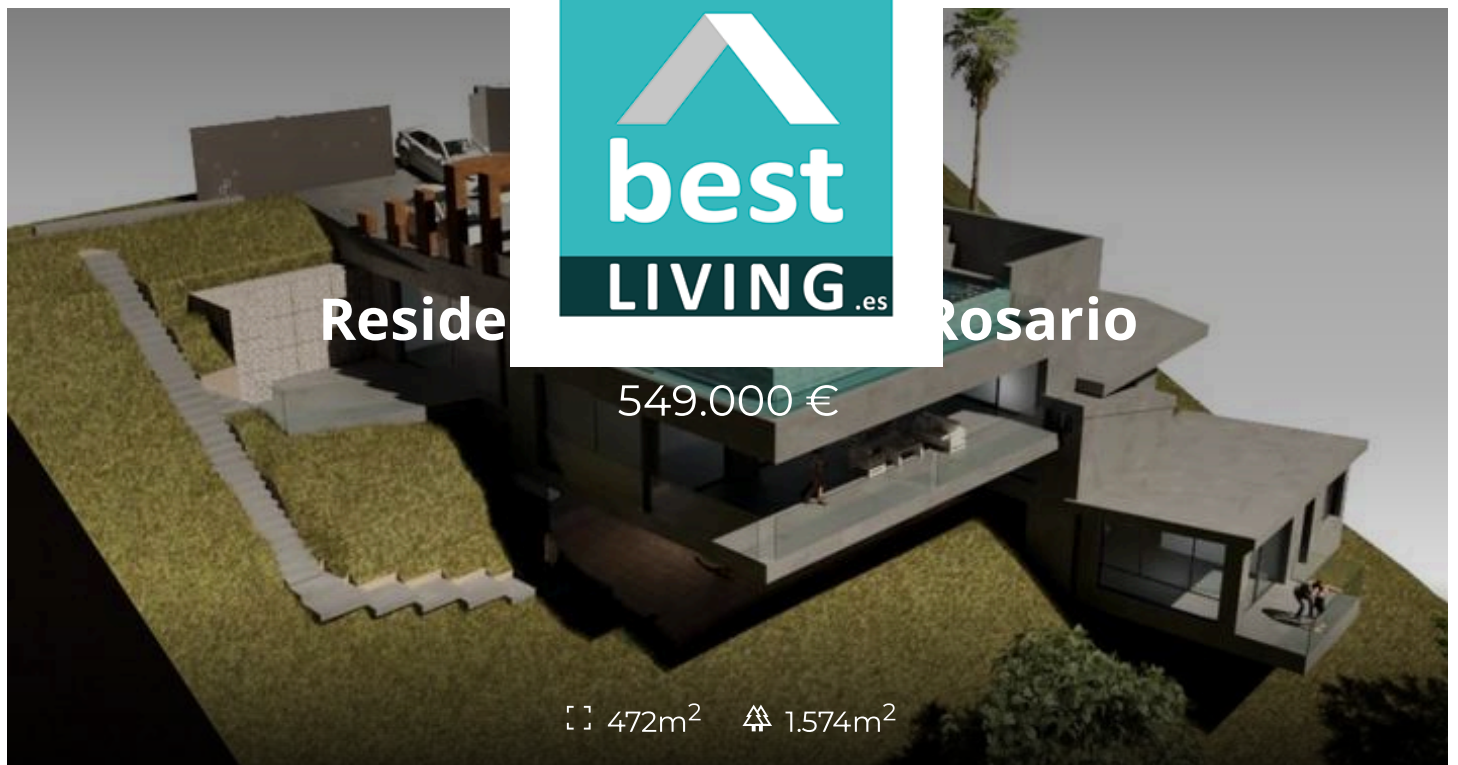 best
LIVING.es
Reside Rosario
549.000 €
472m² 1.574m²